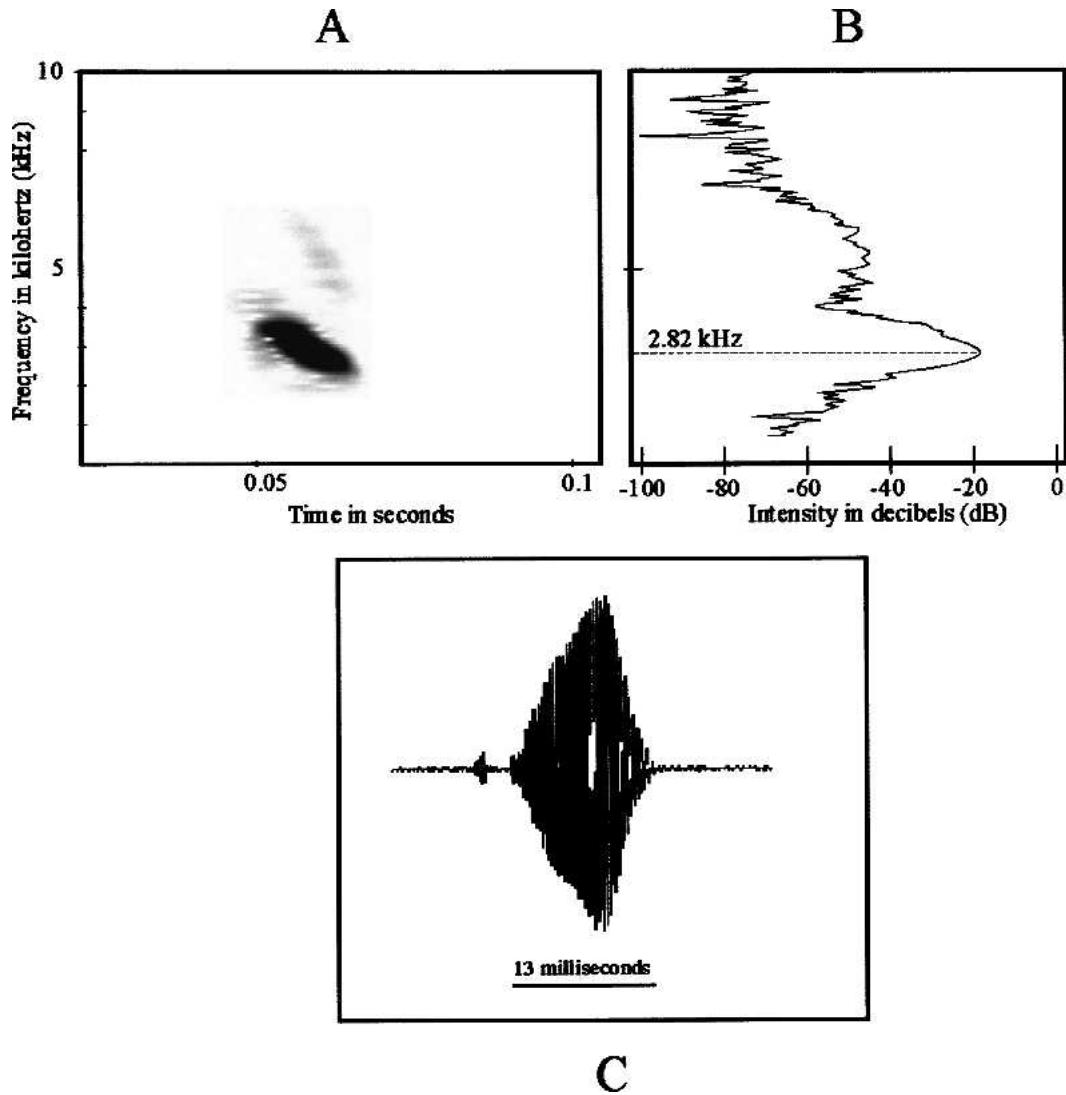 A
B
10
5
Frequency in kilohertz (kHz)
0.05
0.1
Time in seconds
2.82 kHz
-100
-80
-60
-40
-20
0
Intensity in decibels (dB)
13 milliseconds
C